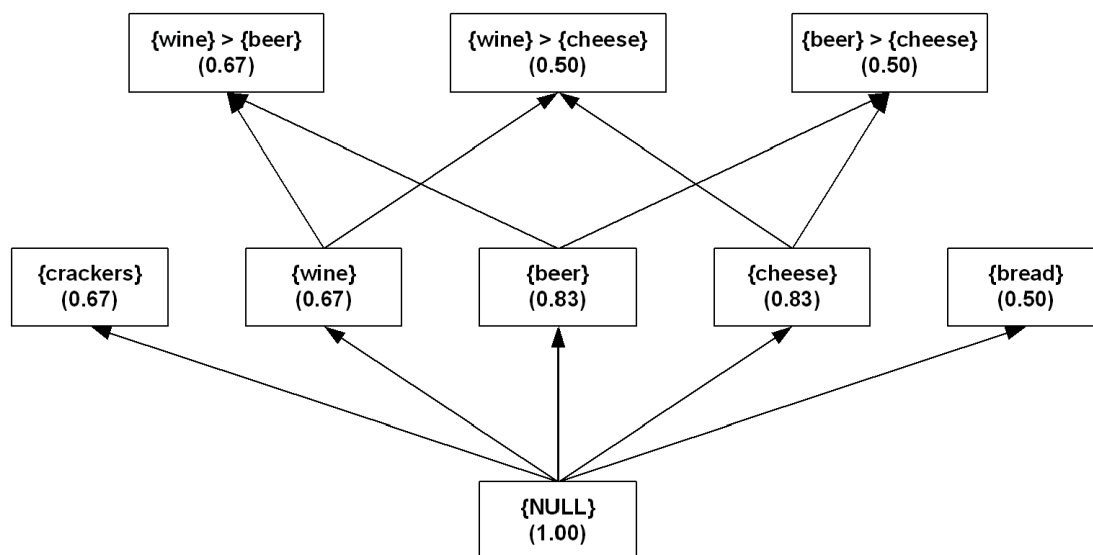 {wine} > {beer}
(0.67)
{wine} > {cheese}
(0.50)
{beer} > {cheese}
(0.50)
{crackers}
(0.67)
{wine}
(0.67)
{beer}
(0.83)
{cheese}
(0.83)
{bread}
(0.50)
{NULL}
(1.00)